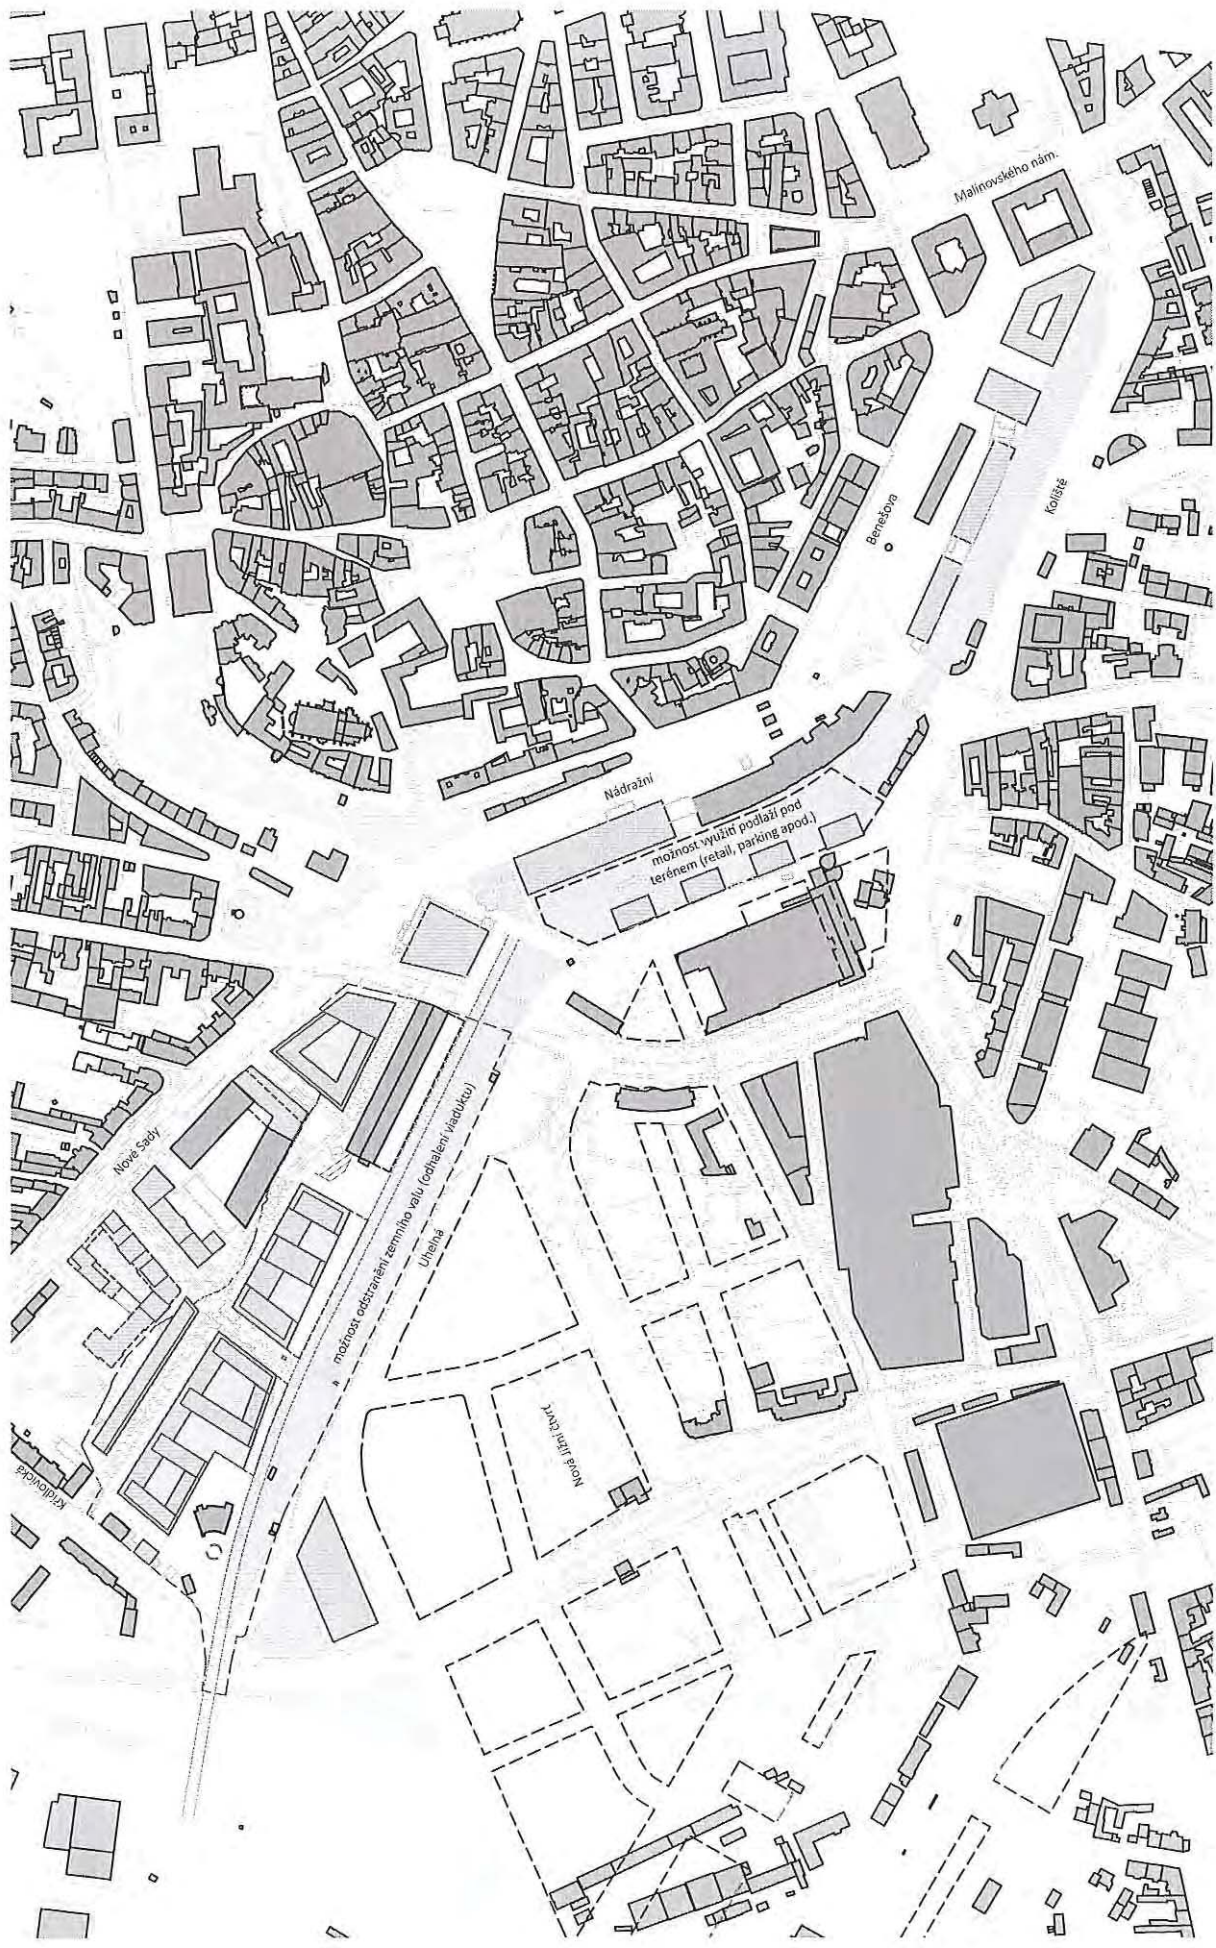 Malinovského nám.
Koliště
Benešova
Nádražní
možnost využití podlaží pod
terénem (retail, parking apod.)
Nové Sady
možnost odstranění zemního valu (odhalení viaduktu)
Uhelná
Nová Jižní čtvrť
Křídlovická